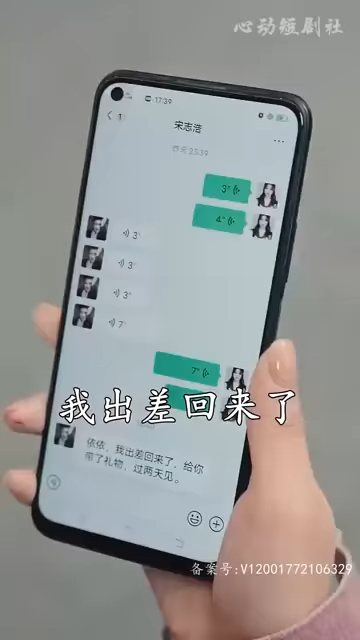 心动短剧社
17:39
1
宋志浩
昨天 23:39
3"
4"
3"
3"
3"
7"
7"
我出差回来了
依依，我出差回来了，给你
带了礼物，过两天见。
备案号:V12001772106329